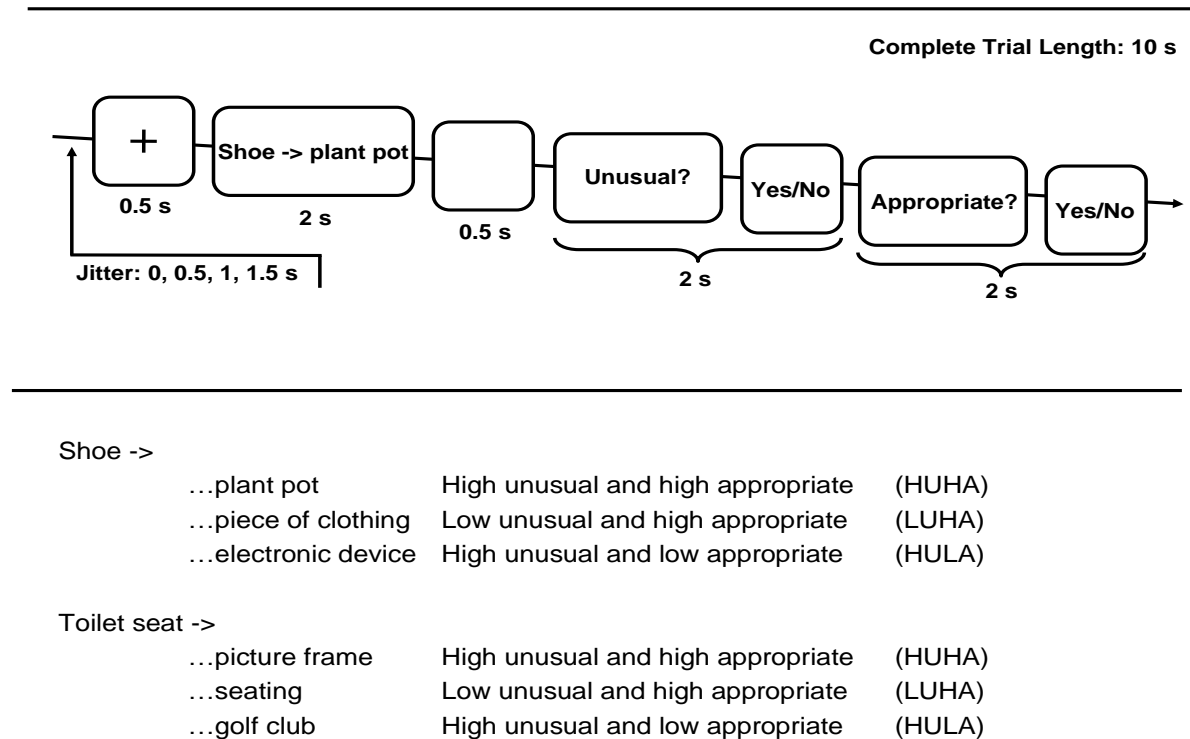 Complete Trial Length: 10 s
+
Shoe -> plant pot
Unusual?
Yes/No
Appropriate?
Yes/No
0.5 s
2 s
0.5 s
2 s
2 s
Jitter: 0, 0.5, 1, 1.5 s
Shoe ->
…plant pot High unusual and high appropriate (HUHA)
…piece of clothing Low unusual and high appropriate (LUHA)
…electronic device High unusual and low appropriate (HULA)
Toilet seat ->
…picture frame High unusual and high appropriate (HUHA)
…seating Low unusual and high appropriate (LUHA)
…golf club High unusual and low appropriate (HULA)